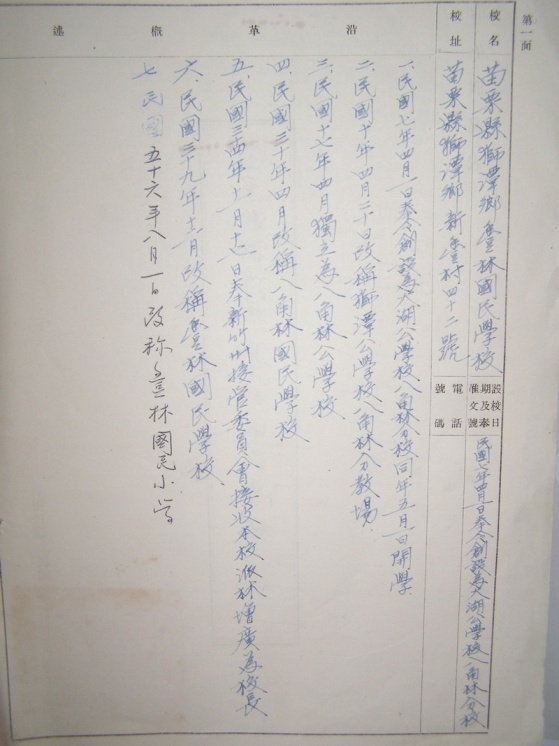 第一面
校名
苗栗縣獅潭鄉豐林國民學校
校址
苗栗縣獅潭鄉新豐村四十二號
設校日期及奉准文號
民國七年四月一日奉令創設為大湖公學校八角林分校
電話號碼
沿革概述
一、民國七年四月一日奉令創設為大湖公學校八角林分校同年五月一日開學
二、民國十年四月二十日改稱獅潭公學校八角林分教場
三、民國十七年四月獨立為八角林公學校
四、民國三十年四月改稱八角林國民學校
五、民國三四年十一月十七日奉新竹州接管委員會接收本校派林增廣為校長
六、民國三十九年十二月改稱豐林國民學校
七民國五十六年八月一日改称豊林國民小学